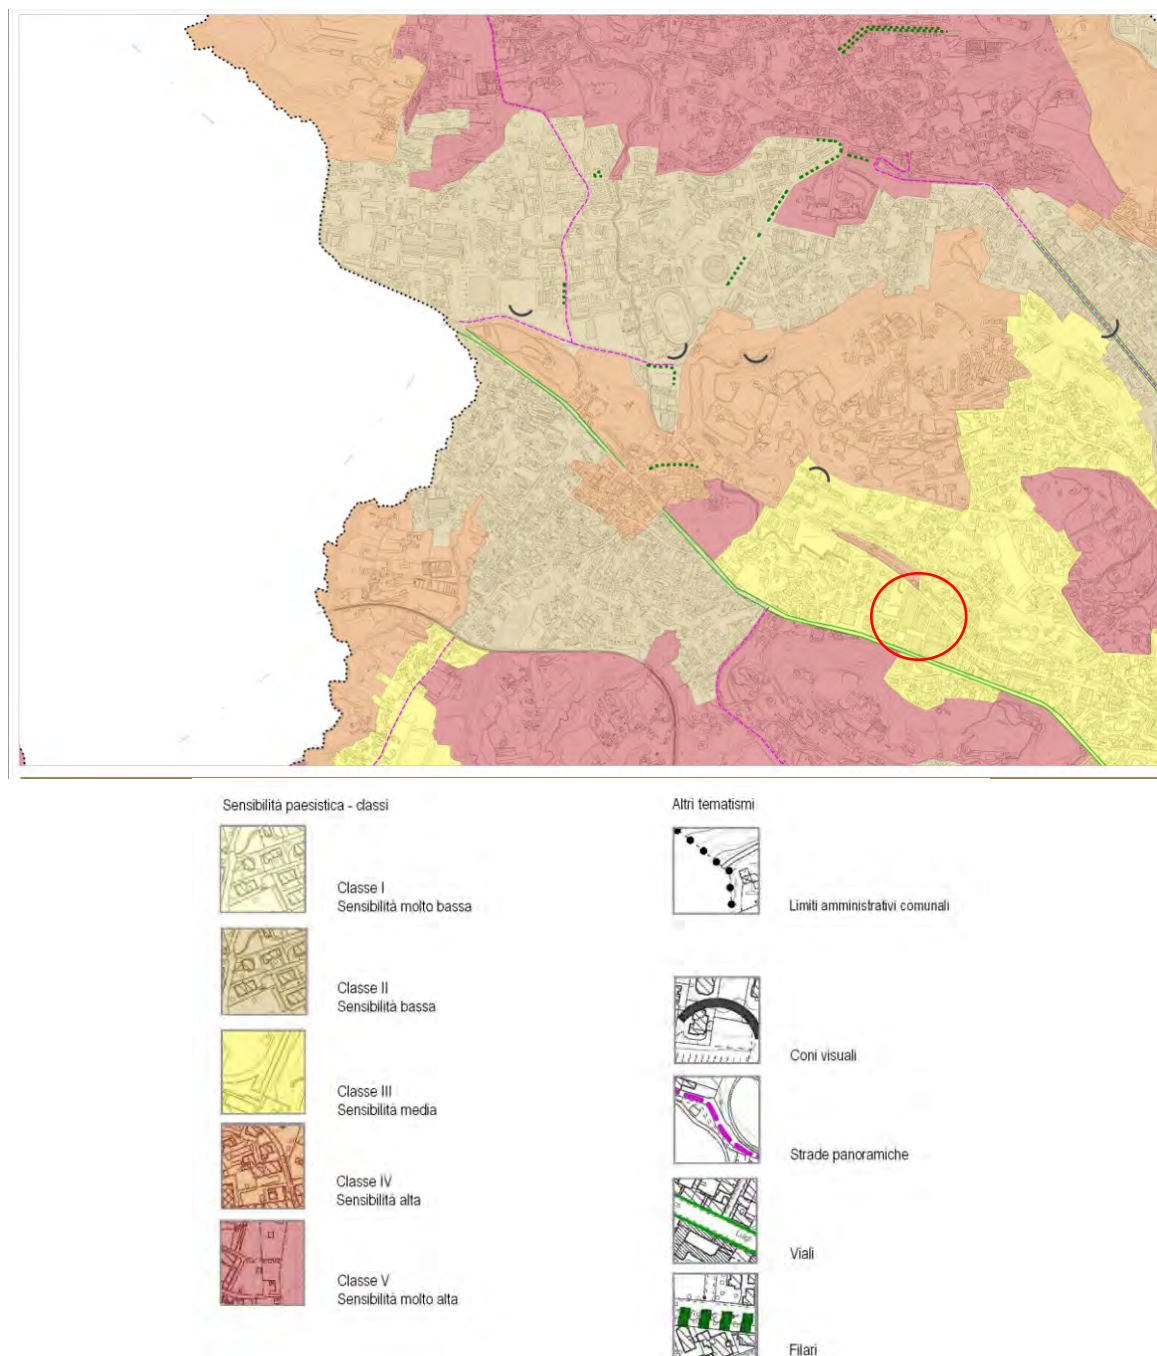 Sensibilità paesistica - classi
Classe I
Sensibilità molto bassa
Classe II
Sensibilità bassa
Classe III
Sensibilità media
Classe IV
Sensibilità alta
Classe V
Sensibilità molto alta
Altri tematismi
Limiti amministrativi comunali
Coni visuali
Strade panoramiche
Luigi
Viali
Filari